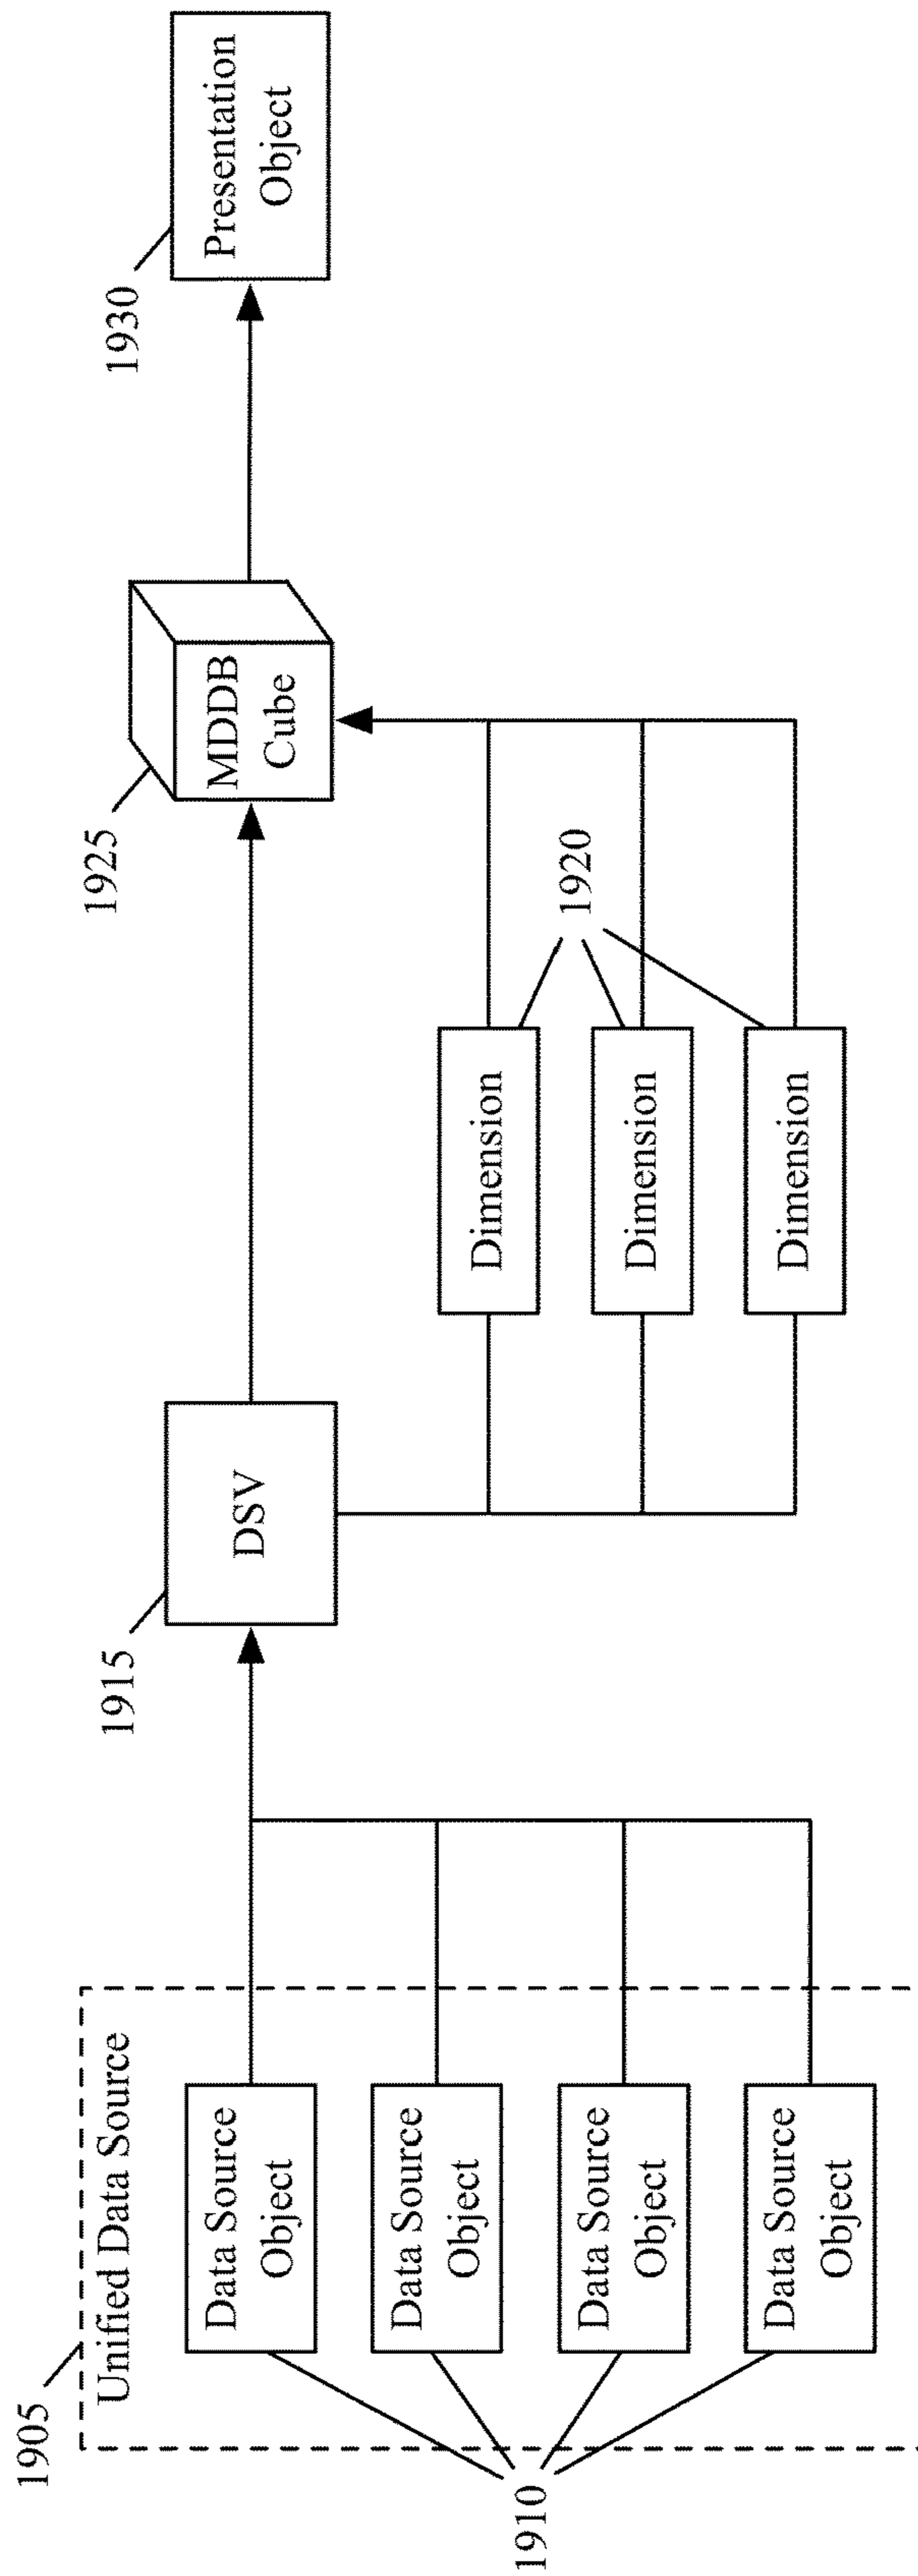 1905
Unified Data Source
Data Source
Object
Data Source
Object
Data Source
Object
Data Source
Object
1910
1915
DSV
Dimension
Dimension
Dimension
1920
1925
MDDB
Cube
1930
Presentation
Object